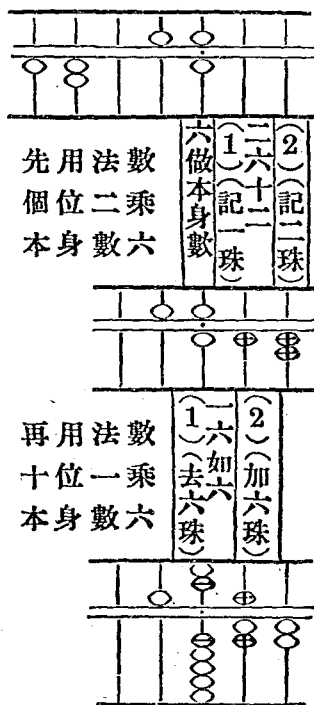 先用法數
個位二乘
本身數六
六做本身數
二六十二
(1)(記一珠)
(2)(記二珠)
再用法數
十位一乘
本身數六
一六如六
(1)(去六珠)
(2)(加六珠)